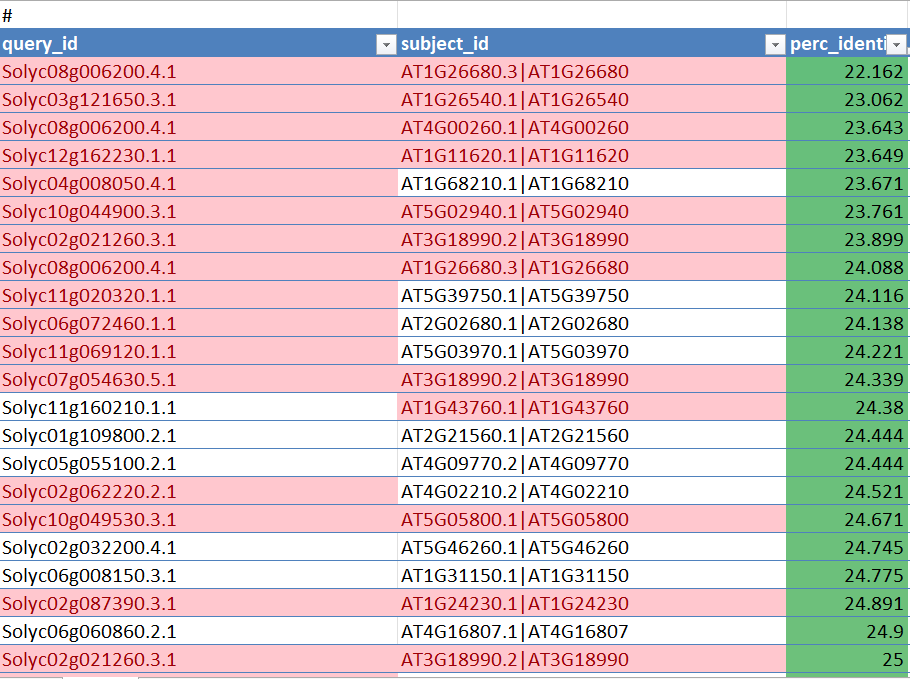 #
query_id subject_id perc_identi
Solyc08g006200.4.1 AT1G26680.3|AT1G26680 22.162
Solyc03g121650.3.1 AT1G26540.1|AT1G26540 23.062
Solyc08g006200.4.1 AT4G00260.1|AT4G00260 23.643
Solyc12g162230.1.1 AT1G11620.1|AT1G11620 23.649
Solyc04g008050.4.1 AT1G68210.1|AT1G68210 23.671
Solyc10g044900.3.1 AT5G02940.1|AT5G02940 23.761
Solyc02g021260.3.1 AT3G18990.2|AT3G18990 23.899
Solyc08g006200.4.1 AT1G26680.3|AT1G26680 24.088
Solyc11g020320.1.1 AT5G39750.1|AT5G39750 24.116
Solyc06g072460.1.1 AT2G02680.1|AT2G02680 24.138
Solyc11g069120.1.1 AT5G03970.1|AT5G03970 24.221
Solyc07g054630.5.1 AT3G18990.2|AT3G18990 24.339
Solyc11g160210.1.1 AT1G43760.1|AT1G43760 24.38
Solyc01g109800.2.1 AT2G21560.1|AT2G21560 24.444
Solyc05g055100.2.1 AT4G09770.2|AT4G09770 24.444
Solyc02g062220.2.1 AT4G02210.2|AT4G02210 24.521
Solyc10g049530.3.1 AT5G05800.1|AT5G05800 24.671
Solyc02g032200.4.1 AT5G46260.1|AT5G46260 24.745
Solyc06g008150.3.1 AT1G31150.1|AT1G31150 24.775
Solyc02g087390.3.1 AT1G24230.1|AT1G24230 24.891
Solyc06g060860.2.1 AT4G16807.1|AT4G16807 24.9
Solyc02g021260.3.1 AT3G18990.2|AT3G18990 25